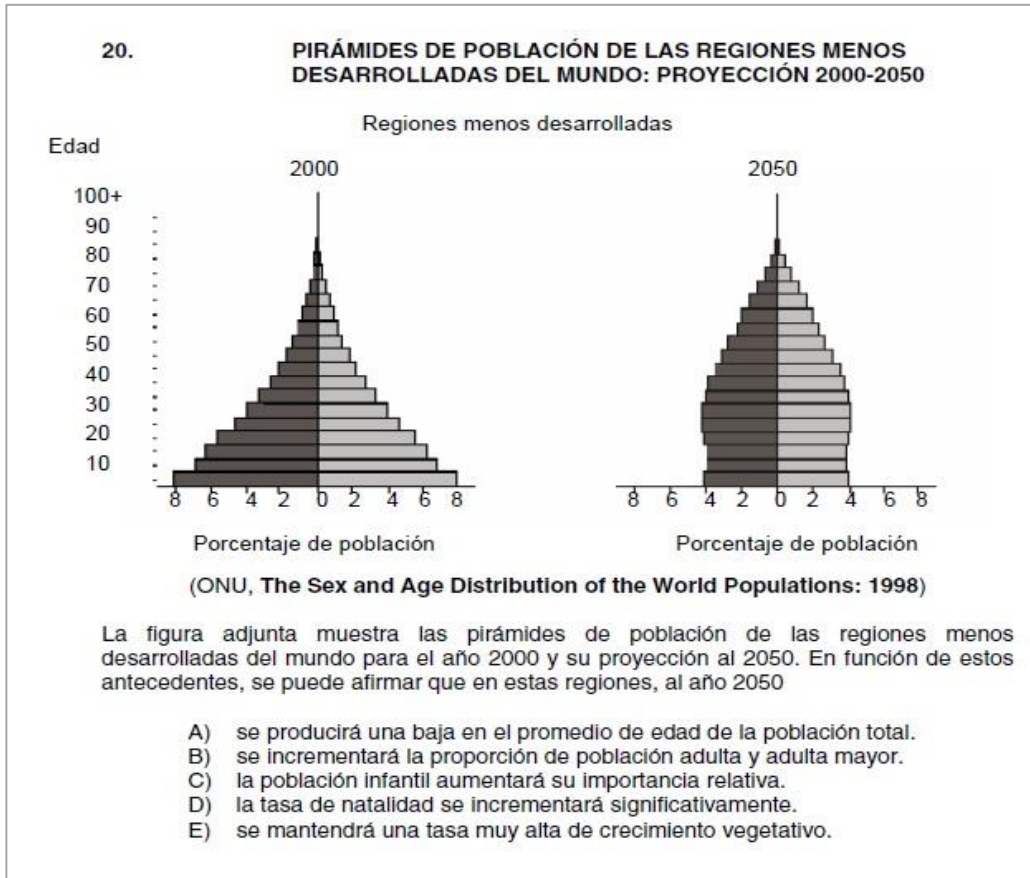 20. PIRÁMIDES DE POBLACIÓN DE LAS REGIONES MENOS
DESARROLLADAS DEL MUNDO: PROYECCIÓN 2000-2050
Regiones menos desarrolladas
Edad
2000
2050
100+
90
80
70
60
50
40
30
20
10
8 6 4 2 0 2 4 6 8
8 6 4 2 0 2 4 6 8
Porcentaje de población
Porcentaje de población
(ONU, The Sex and Age Distribution of the World Populations: 1998)
La figura adjunta muestra las pirámides de población de las regiones menos
desarrolladas del mundo para el año 2000 y su proyección al 2050. En función de estos
antecedentes, se puede afirmar que en estas regiones, al año 2050
A) se producirá una baja en el promedio de edad de la población total.
B) se incrementará la proporción de población adulta y adulta mayor.
C) la población infantil aumentará su importancia relativa.
D) la tasa de natalidad se incrementará significativamente.
E) se mantendrá una tasa muy alta de crecimiento vegetativo.